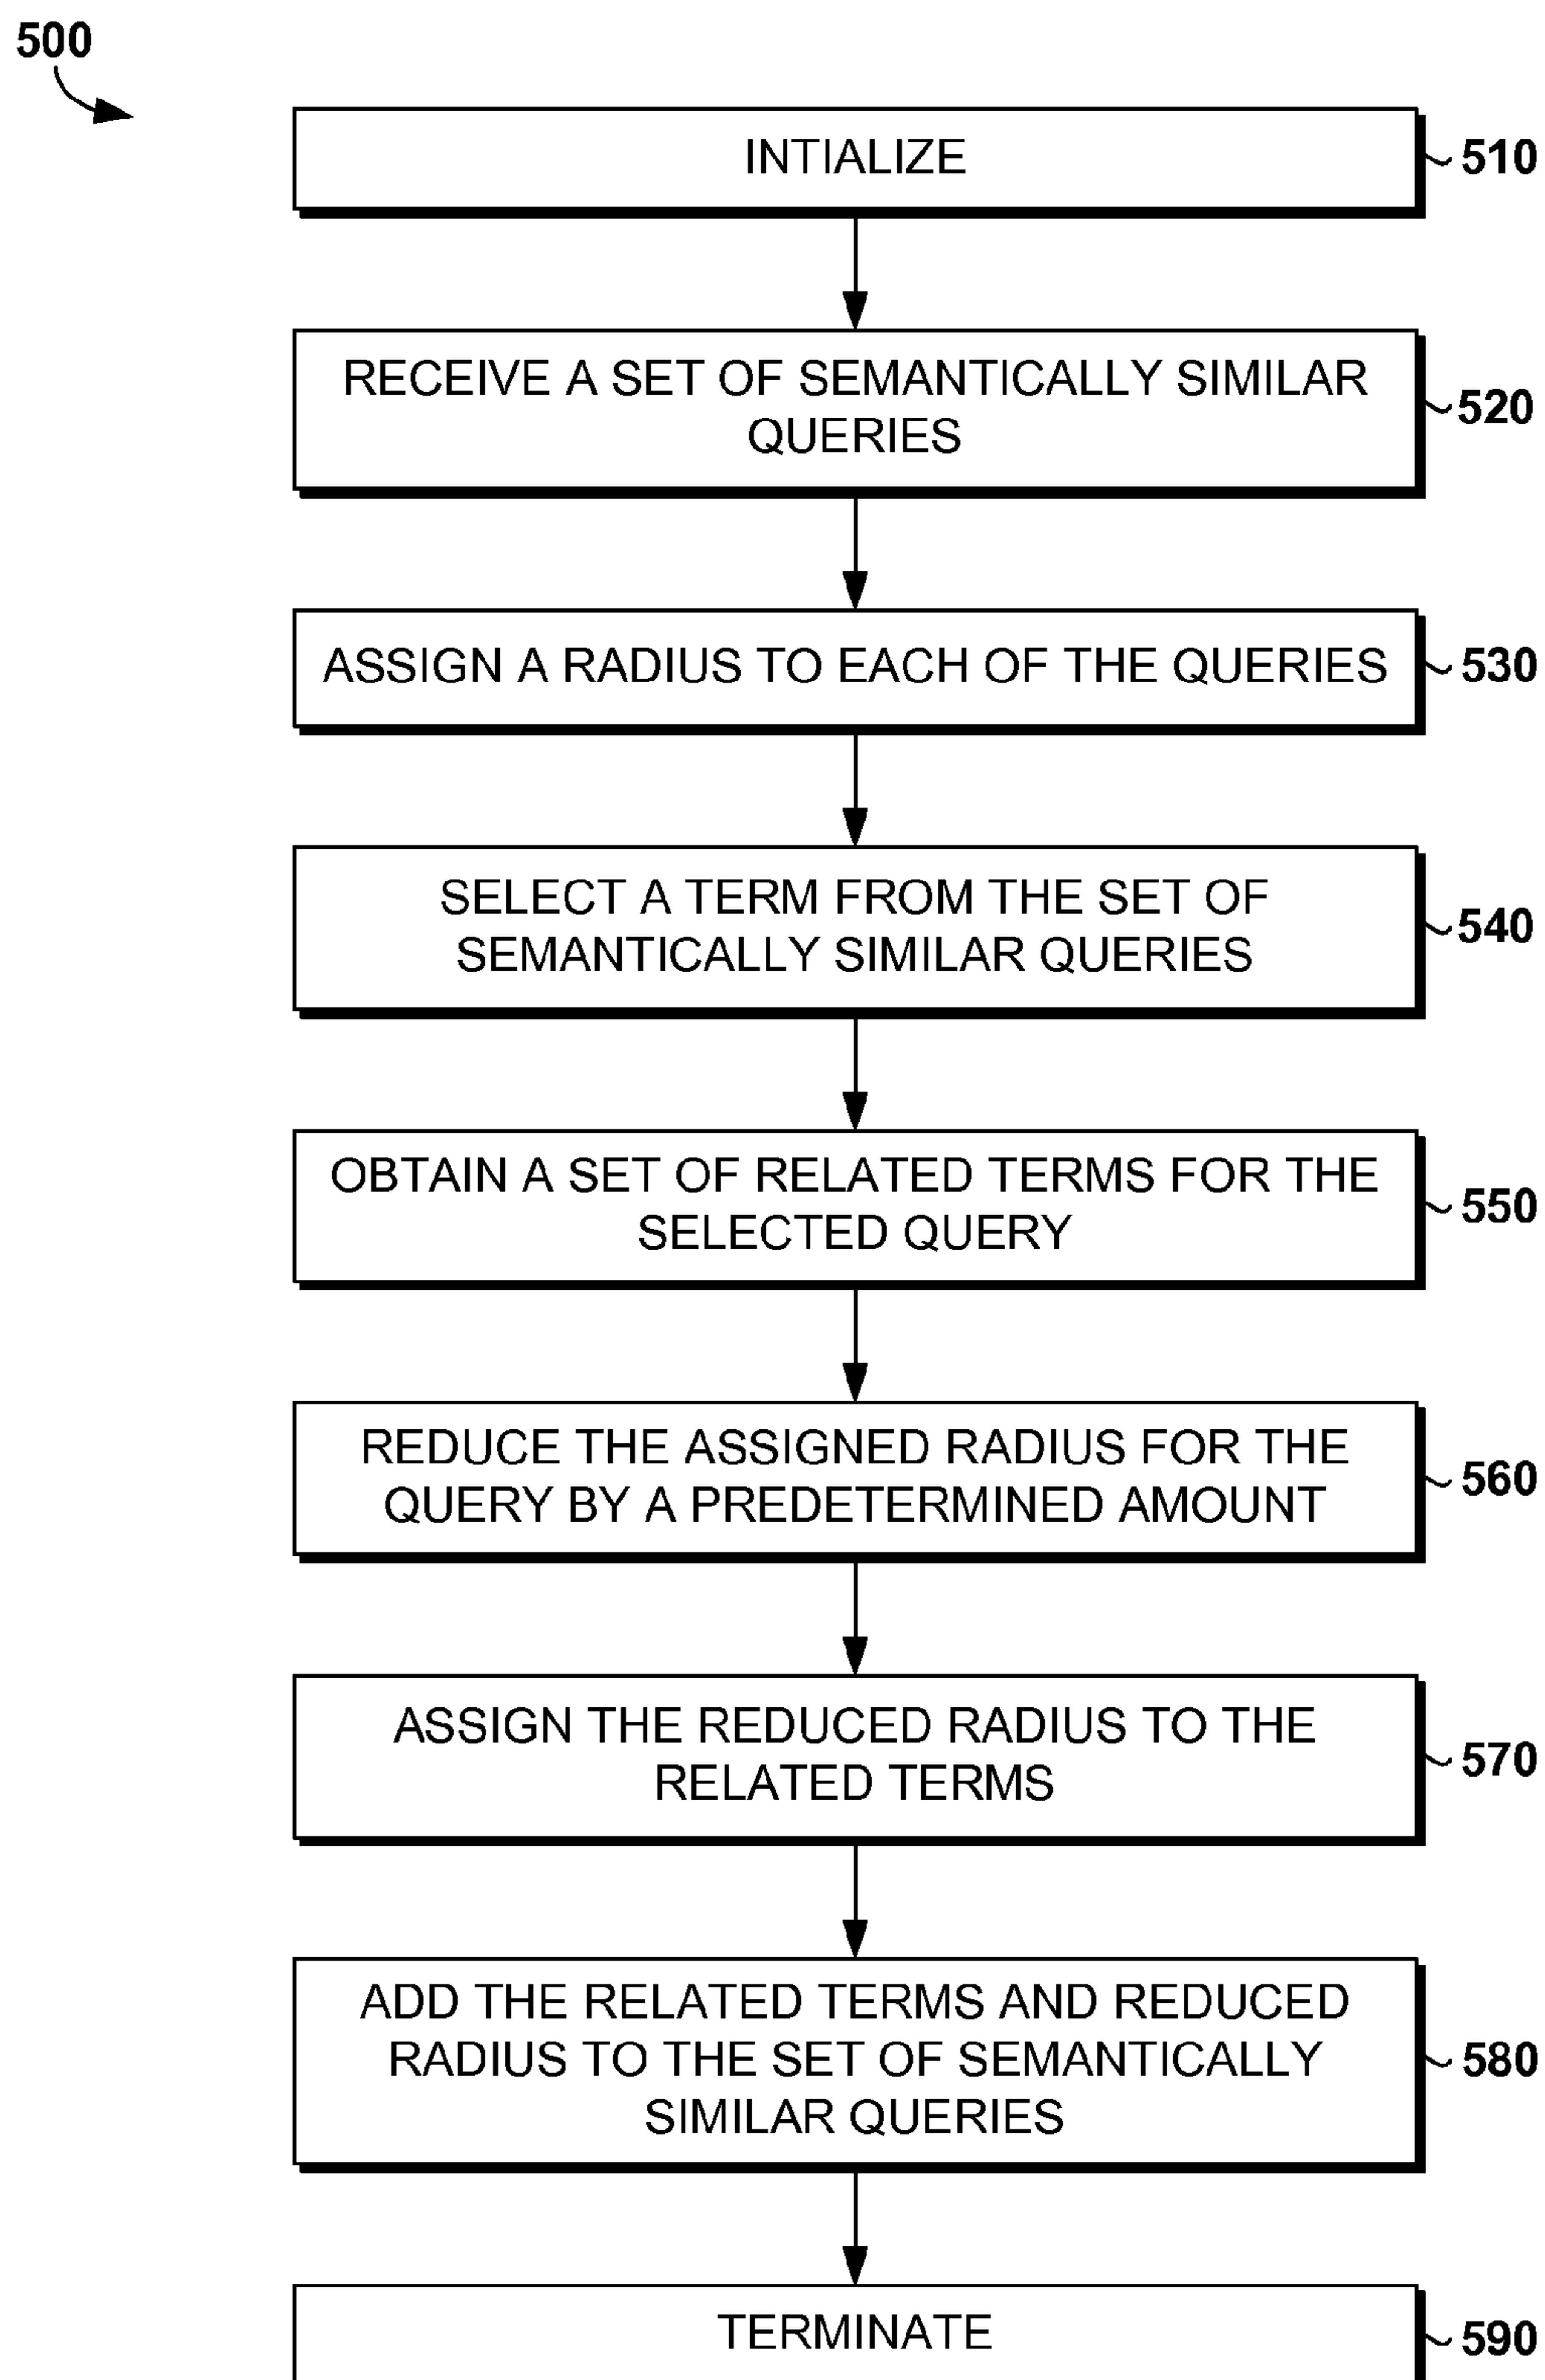 500
INTIALIZE
510
RECEIVE A SET OF SEMANTICALLY SIMILAR
QUERIES
520
ASSIGN A RADIUS TO EACH OF THE QUERIES
530
SELECT A TERM FROM THE SET OF
SEMANTICALLY SIMILAR QUERIES
540
OBTAIN A SET OF RELATED TERMS FOR THE
SELECTED QUERY
550
REDUCE THE ASSIGNED RADIUS FOR THE
QUERY BY A PREDETERMINED AMOUNT
560
ASSIGN THE REDUCED RADIUS TO THE
RELATED TERMS
570
ADD THE RELATED TERMS AND REDUCED
RADIUS TO THE SET OF SEMANTICALLY
SIMILAR QUERIES
580
TERMINATE
590